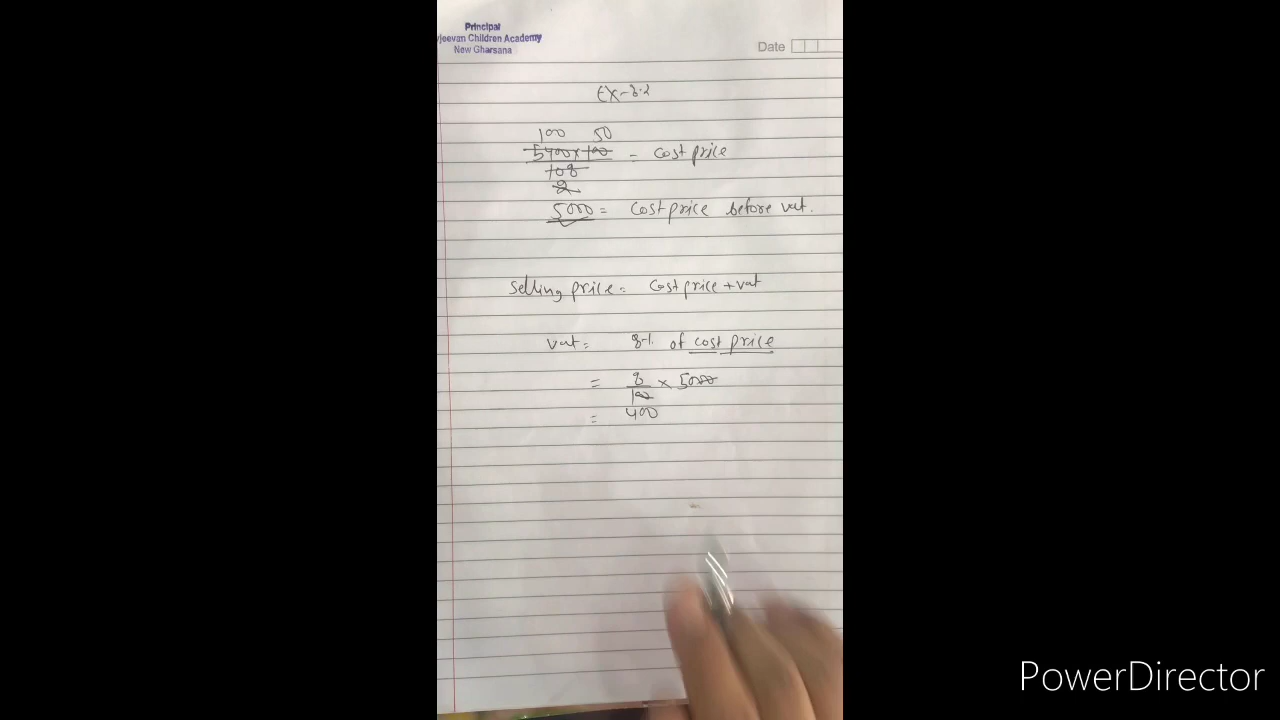 Principal
vjeevan Children Academy
New Gharsana
Date
Ex-8.2
100 50
5400×100 = Cost price
108
2
5000 = Cost price before vat.
Selling price = Cost price + vat
vat = 8% of cost price
= 8/100 × 5000
= 400
PowerDirector